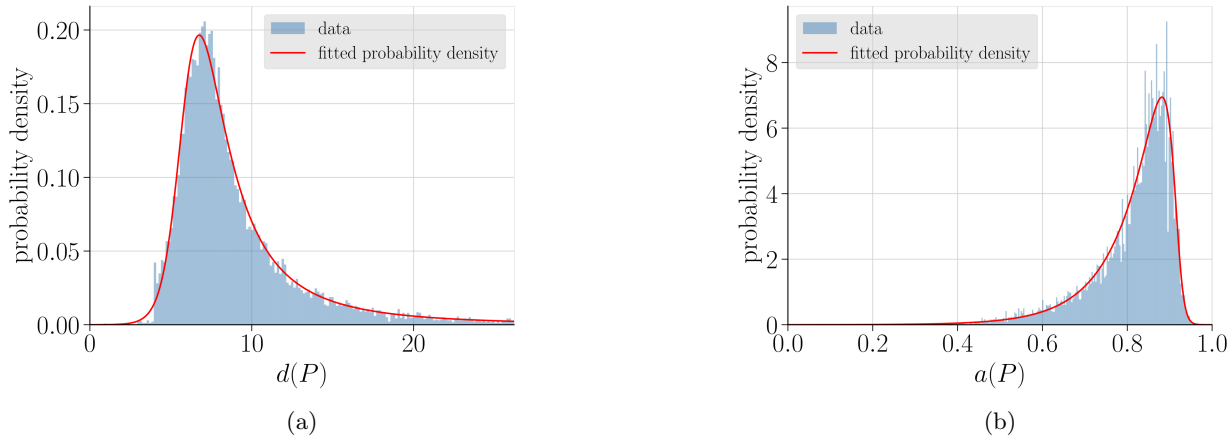 probability density
0.20
0.15
0.10
0.05
0.00
0
10
20
d(P)
data
fitted probability density
(a)
probability density
8
6
4
2
0
0.0
0.2
0.4
0.6
0.8
1.0
a(P)
data
fitted probability density
(b)